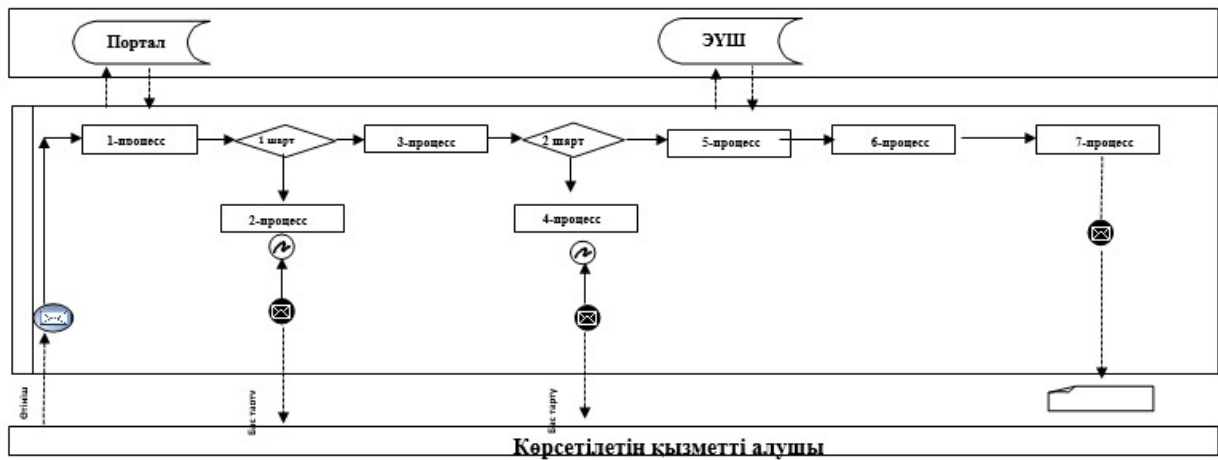 Портал
ЭҮШ
1-процесс
1 шарт
3-процесс
2 шарт
5-процесс
6-процесс
7-процесс
2-процесс
4-процесс
Өтініш
Бас тарту
Бас тарту
Көрсетілетін қызметті алушы